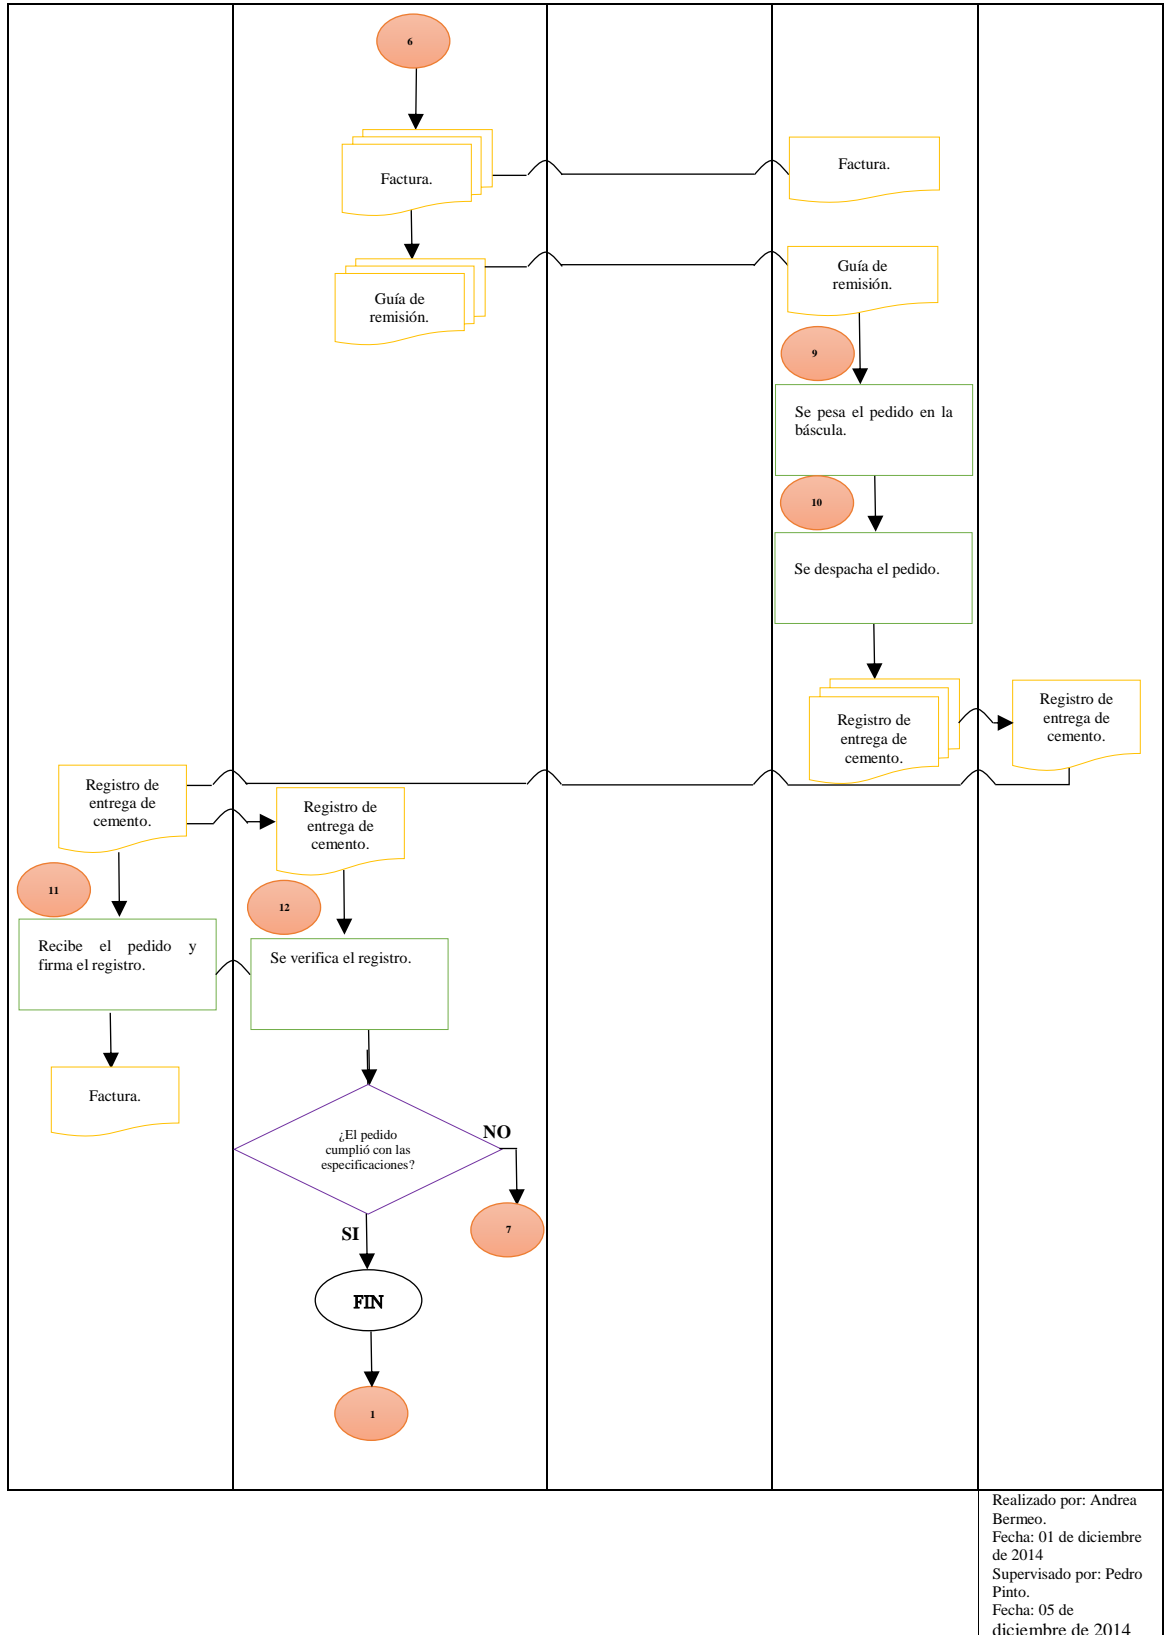 6
Factura.
Factura.
Guía de
remisión.
Guía de
remisión.
9
Se pesa el pedido en la
báscula.
10
Se despacha el pedido.
Registro de
entrega de
cemento.
Registro de
entrega de
cemento.
Registro de
entrega de
cemento.
Registro de
entrega de
cemento.
11
12
Recibe el pedido y
firma el registro.
Se verifica el registro.
Factura.
¿El pedido
cumplió con las
especificaciones?
NO
7
SI
FIN
1
Realizado por: Andrea
Bermeo.
Fecha: 01 de diciembre
de 2014
Supervisado por: Pedro
Pinto.
Fecha: 05 de
diciembre de 2014